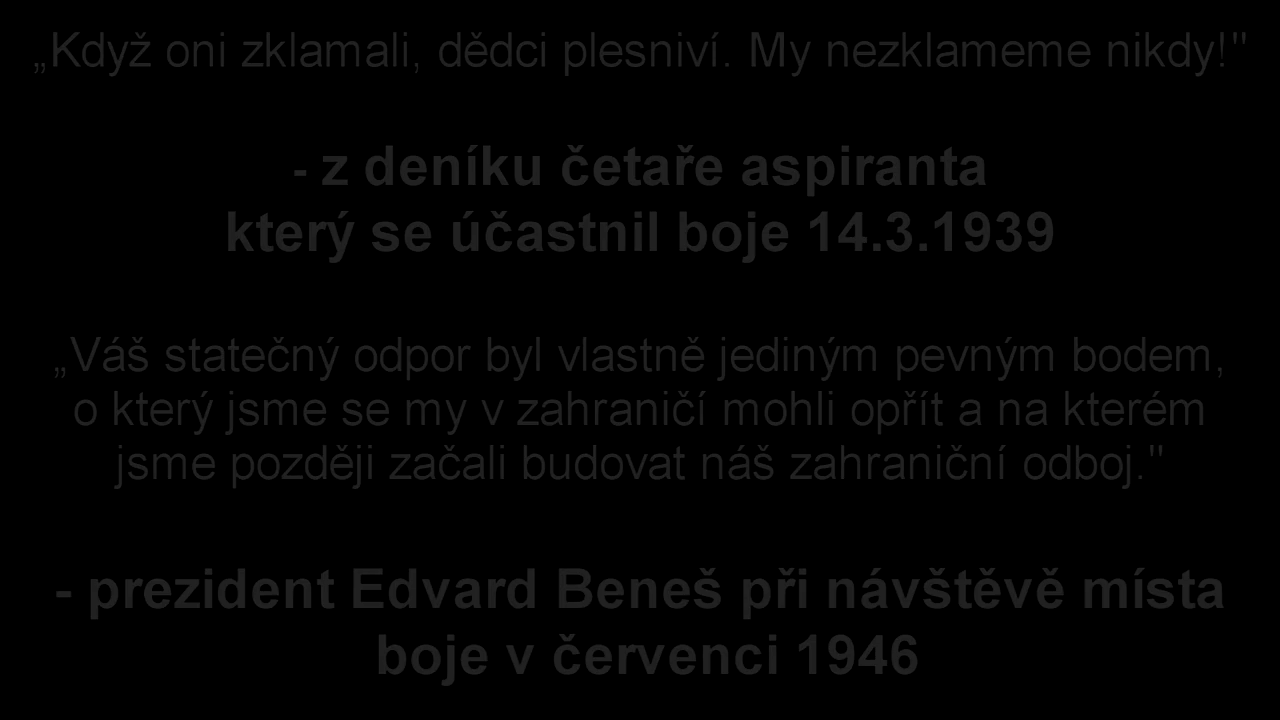 „Když oni zklamali, dědci plesniví. My nezklameme nikdy!"
- z deníku četaře aspiranta
který se účastnil boje 14.3.1939
„Váš statečný odpor byl vlastně jediným pevným bodem,
o který jsme se my v zahraničí mohli opřít a na kterém
jsme později začali budovat náš zahraniční odboj."
- prezident Edvard Beneš při návštěvě místa
boje v červenci 1946